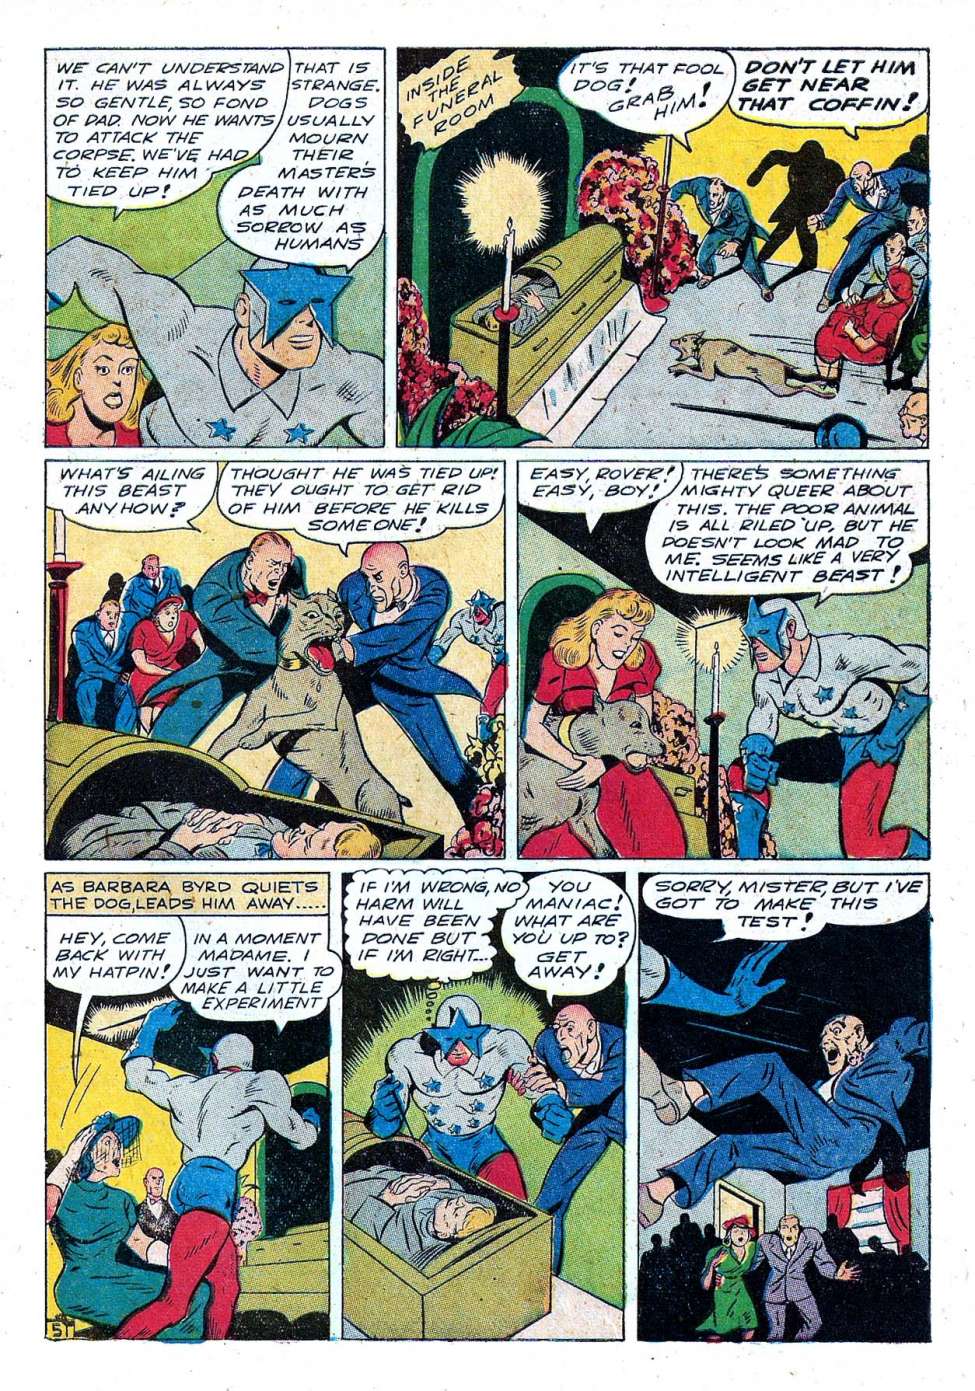 WE CAN'T UNDERSTAND
IT. HE WAS ALWAYS
SO GENTLE, SO FOND
OF DAD. NOW HE WANTS
TO ATTACK THE
CORPSE. WE'VE HAD
TO KEEP HIM
TIED UP!
THAT IS
STRANGE.
DOGS
USUALLY
MOURN
THEIR
MASTER'S
DEATH WITH
AS MUCH
SORROW AS
HUMANS
INSIDE
THE
FUNERAL
ROOM
IT'S THAT FOOL
DOG!
GRAB
HIM!
DON'T LET HIM
GET NEAR
THAT COFFIN!
WHAT'S AILING
THIS BEAST
ANYHOW?
THOUGHT HE WAS TIED UP!
THEY OUGHT TO GET RID
OF HIM BEFORE HE KILLS
SOMEONE!
EASY, ROVER!
EASY, BOY!
THERE'S SOMETHING
MIGHTY QUEER ABOUT
THIS. THE POOR ANIMAL
IS ALL RILED UP, BUT HE
DOESN'T LOOK MAD TO
ME. SEEMS LIKE A VERY
INTELLIGENT BEAST!
AS BARBARA BYRD QUIETS
THE DOG, LEADS HIM AWAY.....
HEY, COME
BACK WITH
MY HATPIN!
IN A MOMENT
MADAME. I
JUST WANT TO
MAKE A LITTLE
EXPERIMENT
IF I'M WRONG, NO
HARM WILL
HAVE BEEN
DONE BUT
IF I'M RIGHT...
YOU
MANIAC!
WHAT ARE
YOU UP TO?
GET
AWAY!
SORRY, MISTER, BUT I'VE
GOT TO MAKE THIS
TEST!
5